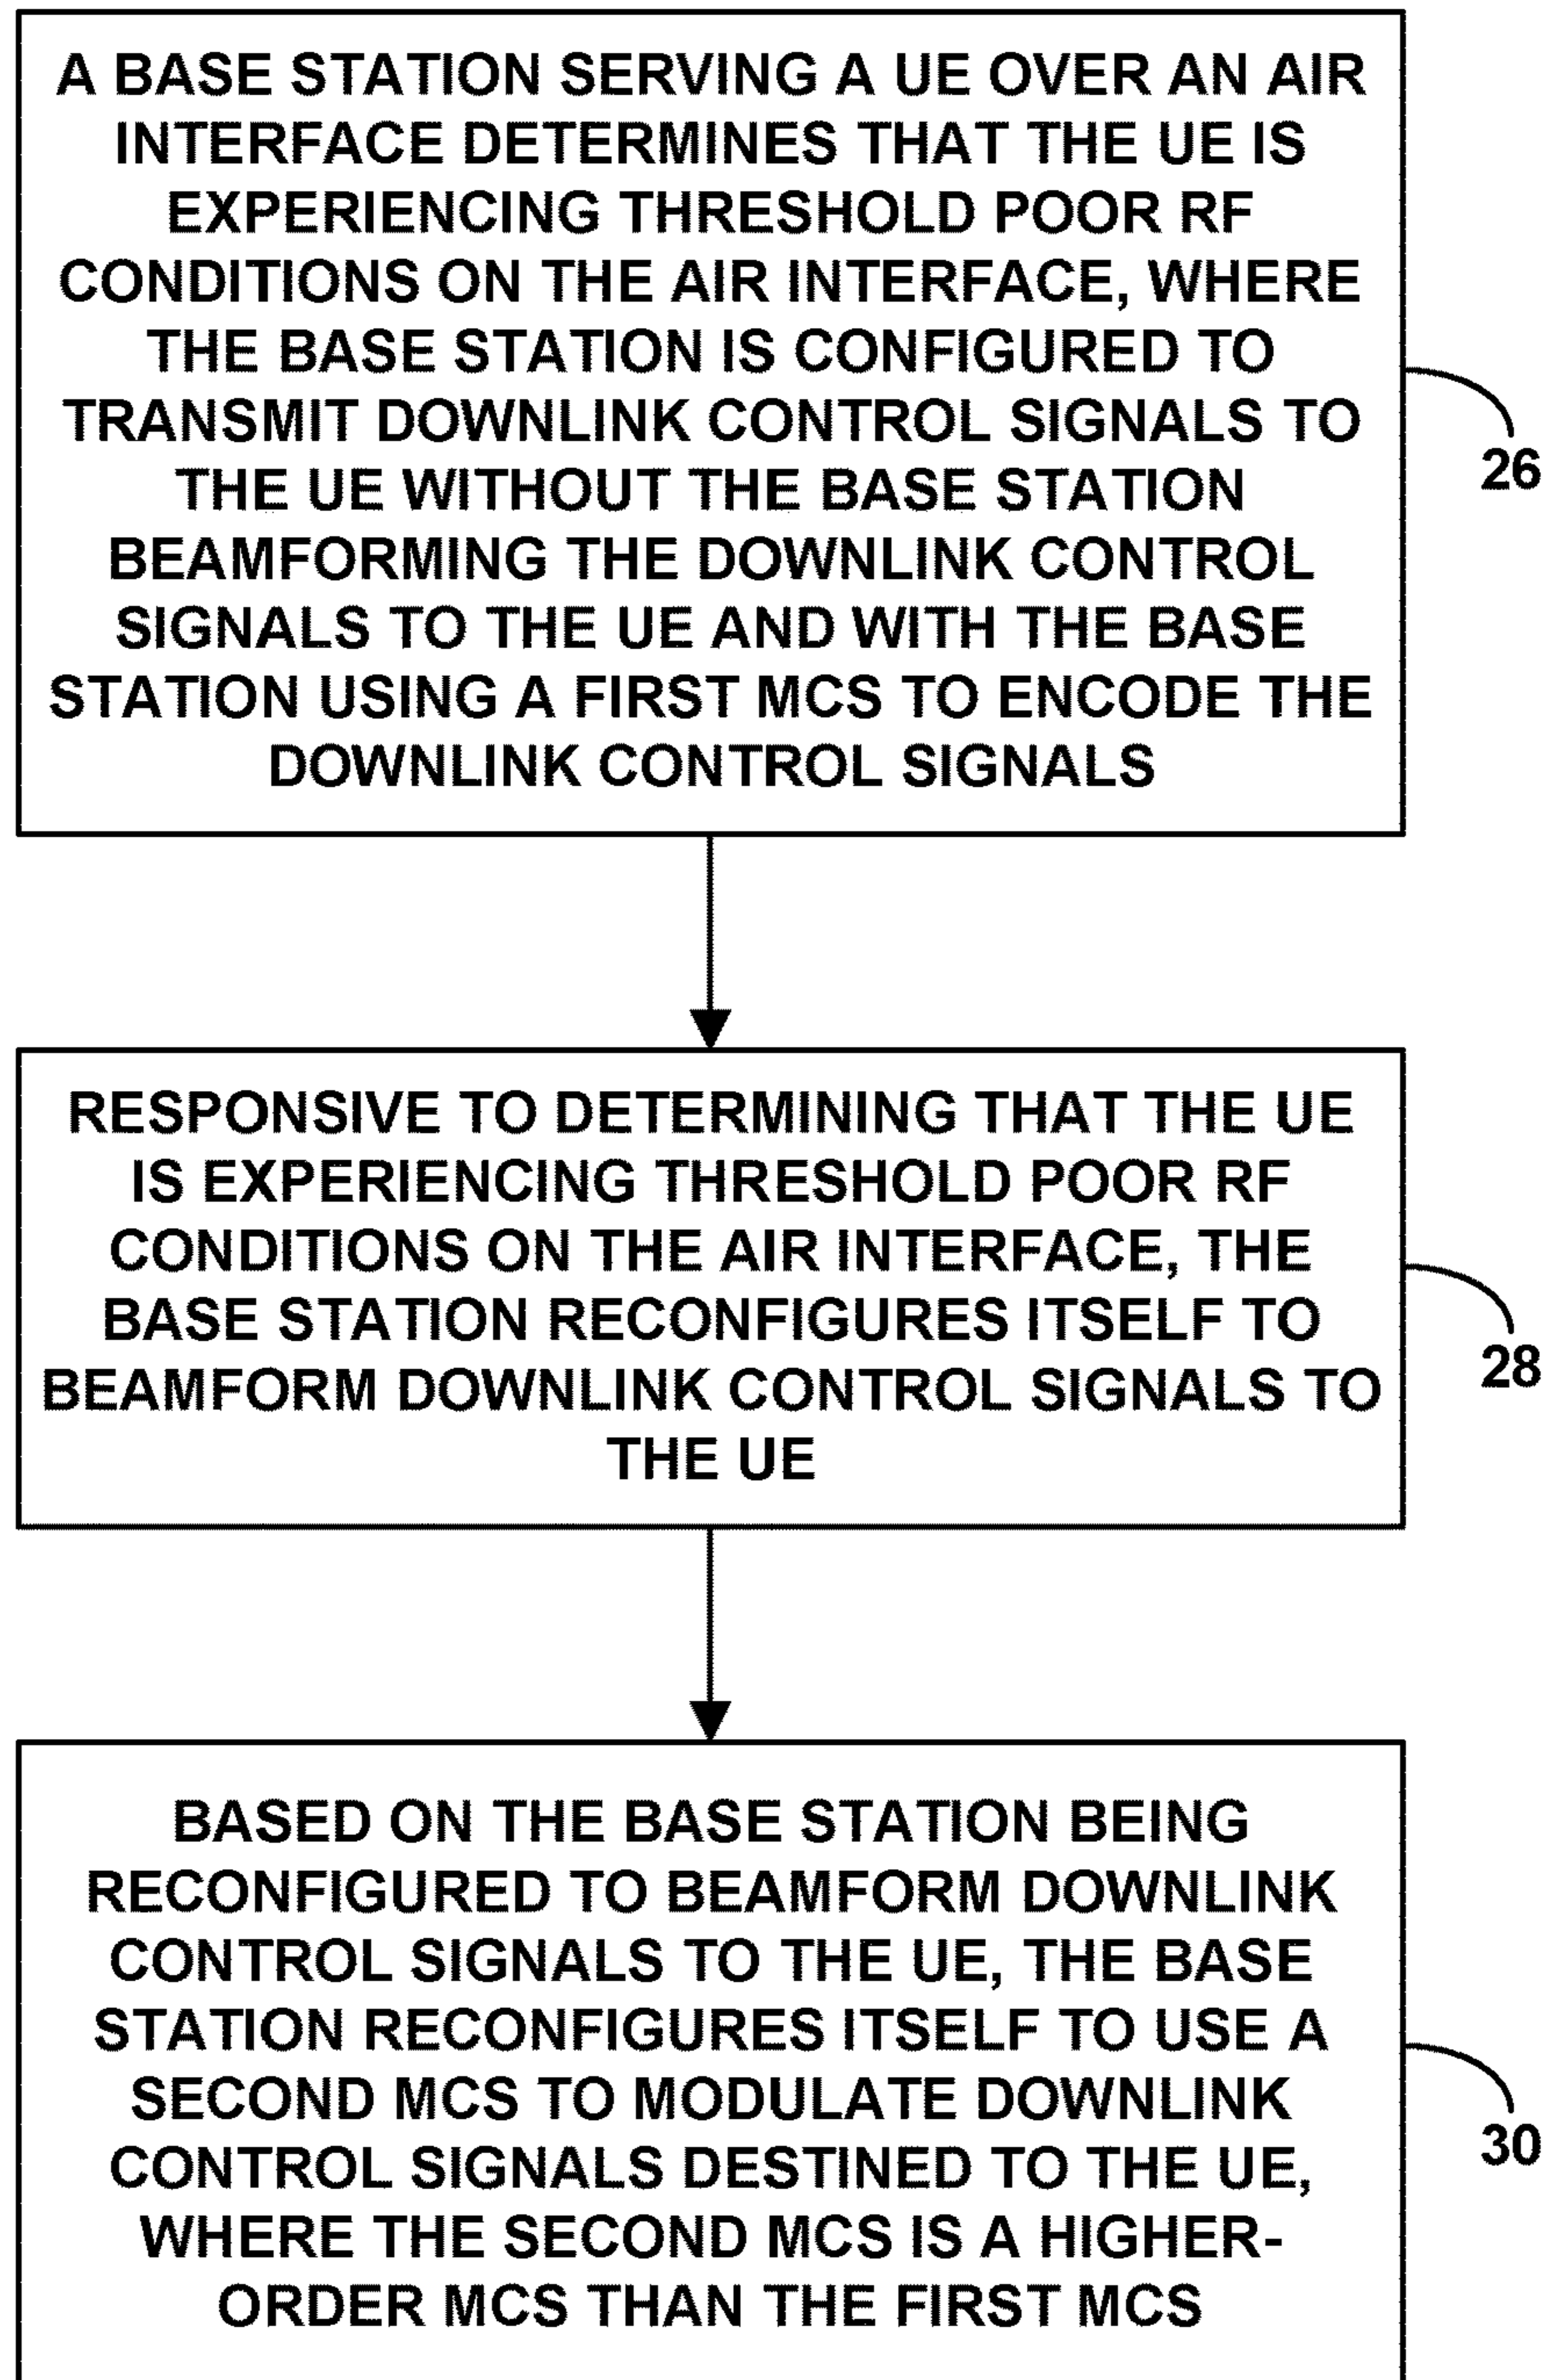 A BASE STATION SERVING A UE OVER AN AIR
INTERFACE DETERMINES THAT THE UE IS
EXPERIENCING THRESHOLD POOR RF
CONDITIONS ON THE AIR INTERFACE, WHERE
THE BASE STATION IS CONFIGURED TO
TRANSMIT DOWNLINK CONTROL SIGNALS TO
THE UE WITHOUT THE BASE STATION
BEAMFORMING THE DOWNLINK CONTROL
SIGNALS TO THE UE AND WITH THE BASE
STATION USING A FIRST MCS TO ENCODE THE
DOWNLINK CONTROL SIGNALS
26
RESPONSIVE TO DETERMINING THAT THE UE
IS EXPERIENCING THRESHOLD POOR RF
CONDITIONS ON THE AIR INTERFACE, THE
BASE STATION RECONFIGURES ITSELF TO
BEAMFORM DOWNLINK CONTROL SIGNALS TO
THE UE
28
BASED ON THE BASE STATION BEING
RECONFIGURED TO BEAMFORM DOWNLINK
CONTROL SIGNALS TO THE UE, THE BASE
STATION RECONFIGURES ITSELF TO USE A
SECOND MCS TO MODULATE DOWNLINK
CONTROL SIGNALS DESTINED TO THE UE,
WHERE THE SECOND MCS IS A HIGHER-
ORDER MCS THAN THE FIRST MCS
30